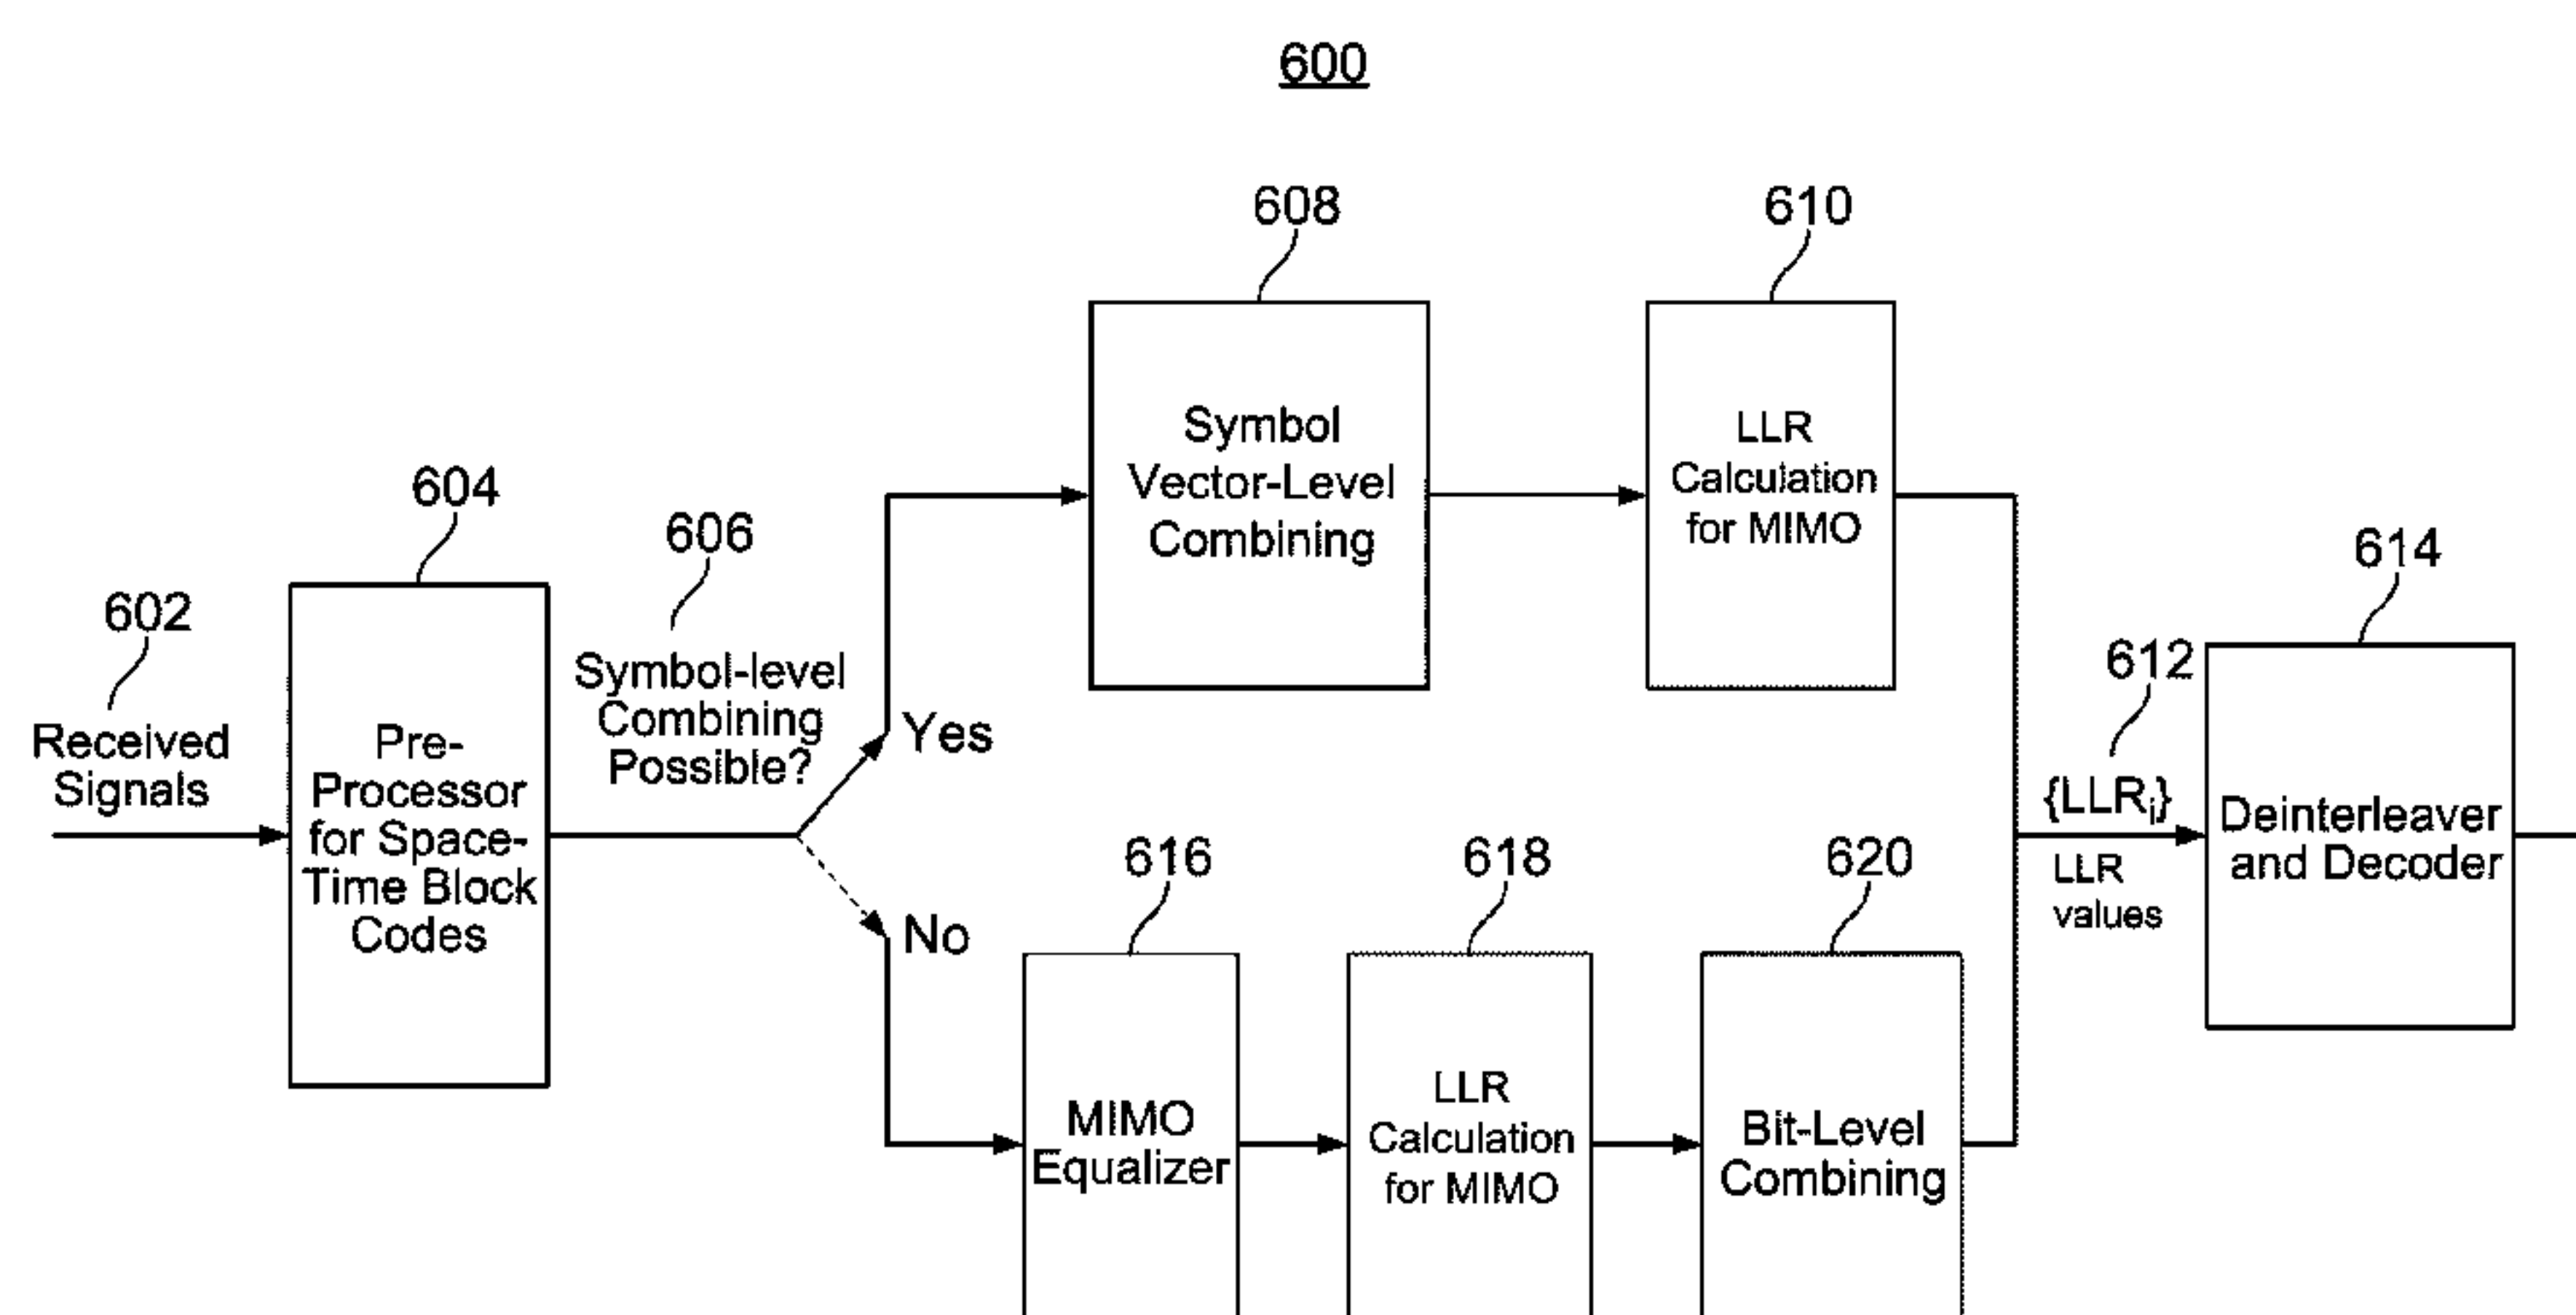 600
608
610
604
606
602
614
612
Received
Signals
Pre-
Processor
for Space-
Time Block
Codes
Symbol-level
Combining
Possible?
Yes
No
Symbol
Vector-Level
Combining
LLR
Calculation
for MIMO
616
618
620
MIMO
Equalizer
LLR
Calculation
for MIMO
Bit-Level
Combining
{LLRi}
LLR
values
Deinterleaver
and Decoder